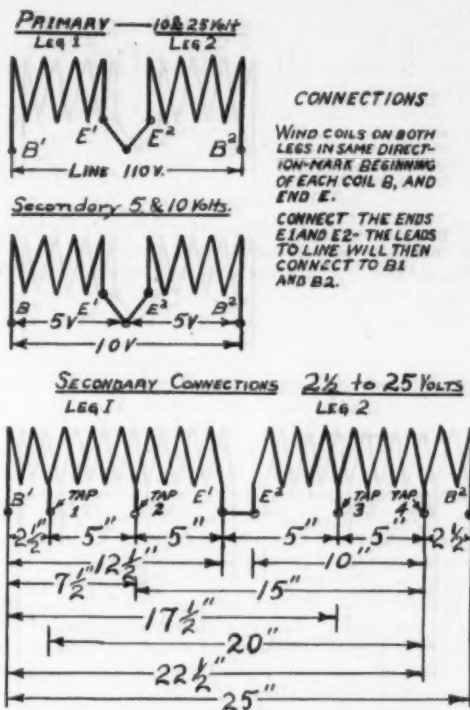 PRIMARY — 10 & 25 Volt
LEG 1 LEG 2
B' E' E² B²
LINE 110 V.
CONNECTIONS
WIND COILS ON BOTH
LEGS IN SAME DIRECT-
ION-MARK BEGINNING
OF EACH COIL B, AND
END E.
CONNECT THE ENDS
E1 AND E2- THE LEADS
TO LINE WILL THEN
CONNECT TO B1
AND B2.
Secondary 5 & 10 Volts.
B E' E² B²
5V 5V
10V
SECONDARY CONNECTIONS 2½ to 25 VOLTS
LEG I LEG 2
B' TAP 1 TAP 2 E' E² TAP 3 TAP 4 B²
2½" 5" 5" 5" 5" 2½
12½" 10"
7½" 15"
17½"
20"
22½"
25"